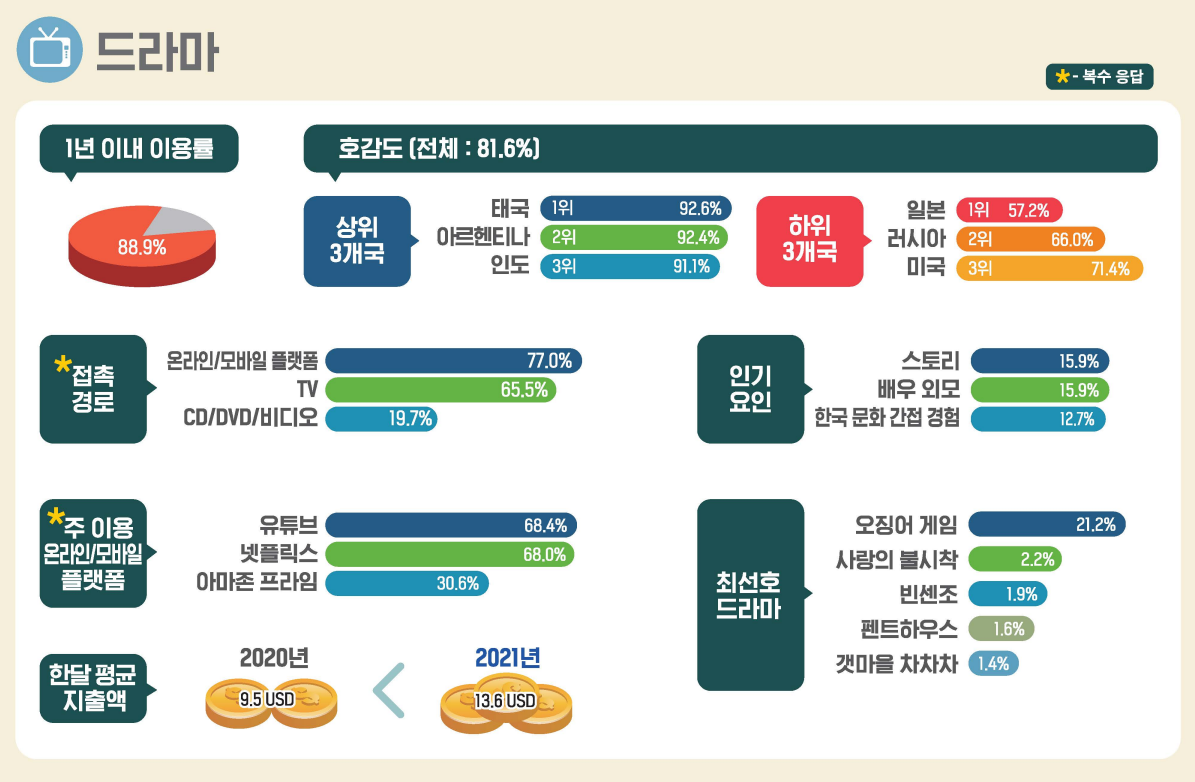 드라마
*- 복수 응답
1년 이내 이용률
88.9%
호감도 (전체 : 81.6%)
상위
3개국
태국 1위 92.6%
아르헨티나 2위 92.4%
인도 3위 91.1%
하위
3개국
일본 1위 57.2%
러시아 2위 66.0%
미국 3위 71.4%
*접촉
경로
온라인/모바일 플랫폼 77.0%
TV 65.5%
CD/DVD/비디오 19.7%
인기
요인
스토리 15.9%
배우 외모 15.9%
한국 문화 간접 경험 12.7%
*주 이용
온라인/모바일
플랫폼
유튜브 68.4%
넷플릭스 68.0%
아마존 프라임 30.6%
최선호
드라마
오징어 게임 21.2%
사랑의 불시착 2.2%
빈센조 1.9%
펜트하우스 1.6%
갯마을 차차차 1.4%
한달 평균
지출액
2020년
9.5 USD
2021년
13.6 USD